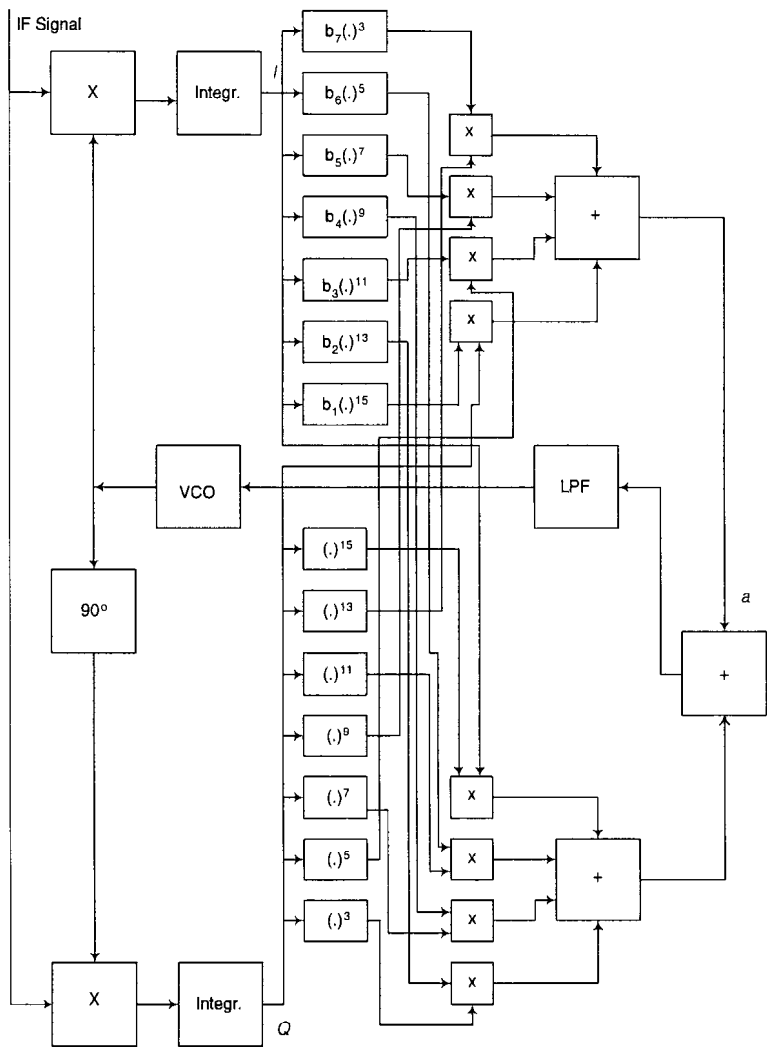 IF Signal
X
Integr.
I
b₇(.)³
b₆(.)⁵
b₅(.)⁷
b₄(.)⁹
b₃(.)¹¹
b₂(.)¹³
b₁(.)¹⁵
x
x
x
x
+
VCO
LPF
90º
(.)¹⁵
(.)¹³
(.)¹¹
(.)⁹
(.)⁷
(.)⁵
(.)³
a
+
x
x
x
x
+
X
Integr.
Q